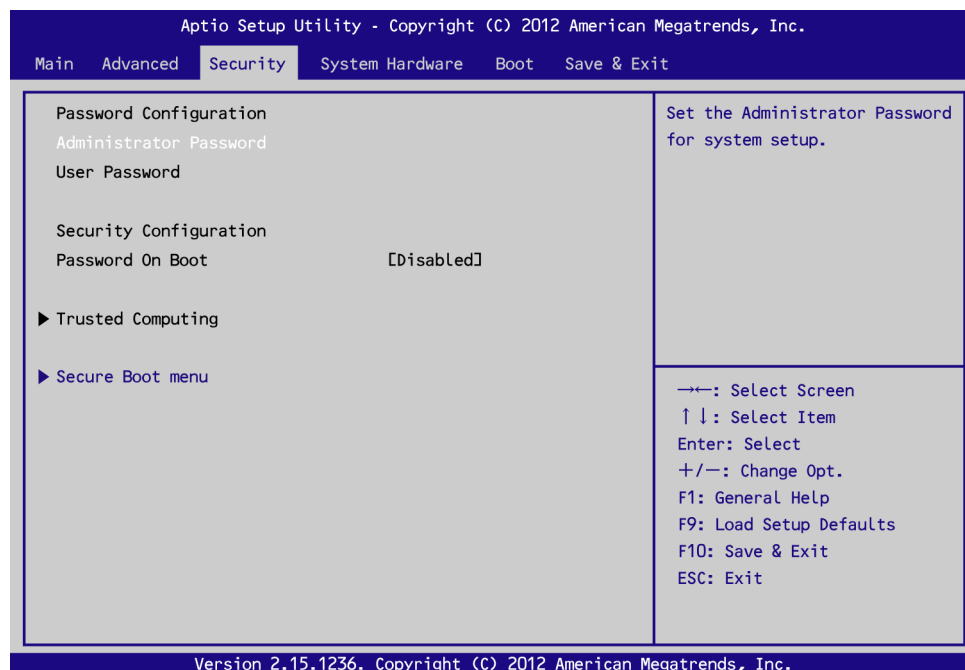 Aptio Setup Utility - Copyright (C) 2012 American Megatrends, Inc.
Main Advanced Security System Hardware Boot Save & Exit
Password Configuration
Administrator Password
User Password
Security Configuration
Password On Boot [Disabled]
▶ Trusted Computing
▶ Secure Boot menu
Set the Administrator Password
for system setup.
→←: Select Screen
↑↓: Select Item
Enter: Select
+/-: Change Opt.
F1: General Help
F9: Load Setup Defaults
F10: Save & Exit
ESC: Exit
Version 2.15.1236. Copyright (C) 2012 American Megatrends, Inc.